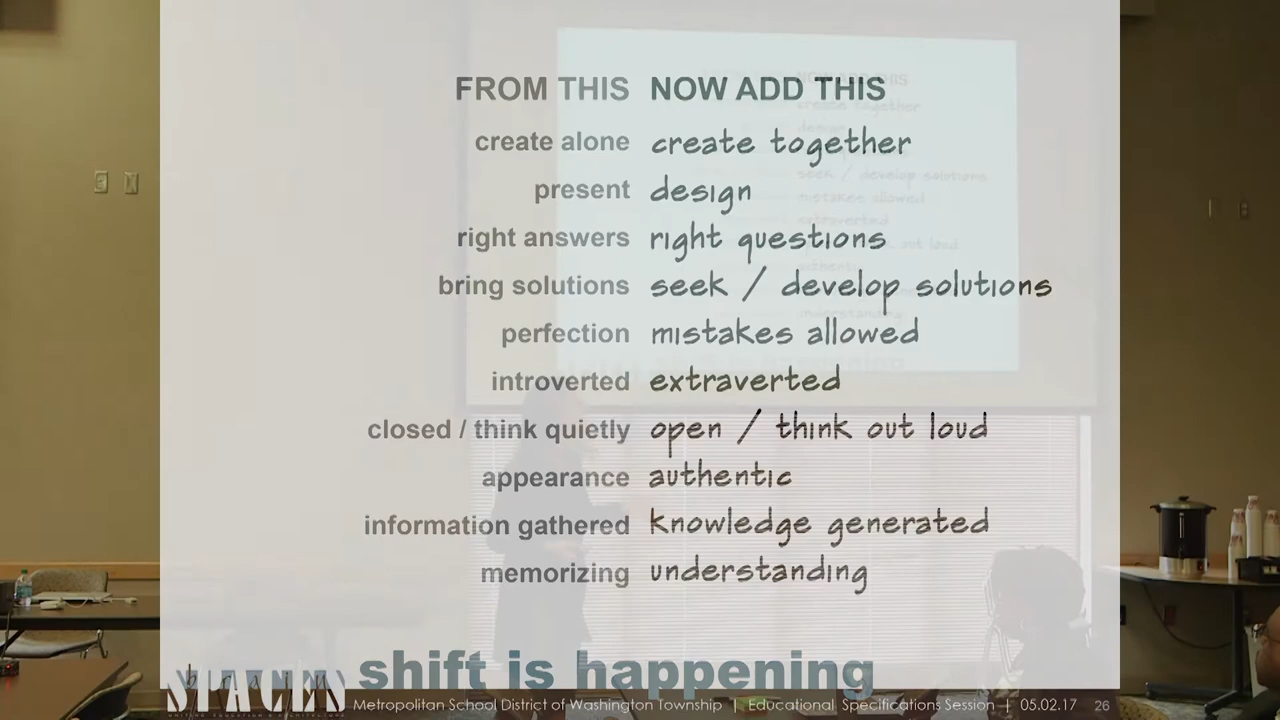 FROM THIS NOW ADD THIS
create alone create together
present design
right answers right questions
bring solutions seek / develop solutions
perfection mistakes allowed
introverted extraverted
closed / think quietly open / think out loud
appearance authentic
information gathered knowledge generated
memorizing understanding
shift is happening
brain
SPACES
Metropolitan School District of Washington Township | Educational Specifications Session | 05.02.17 26